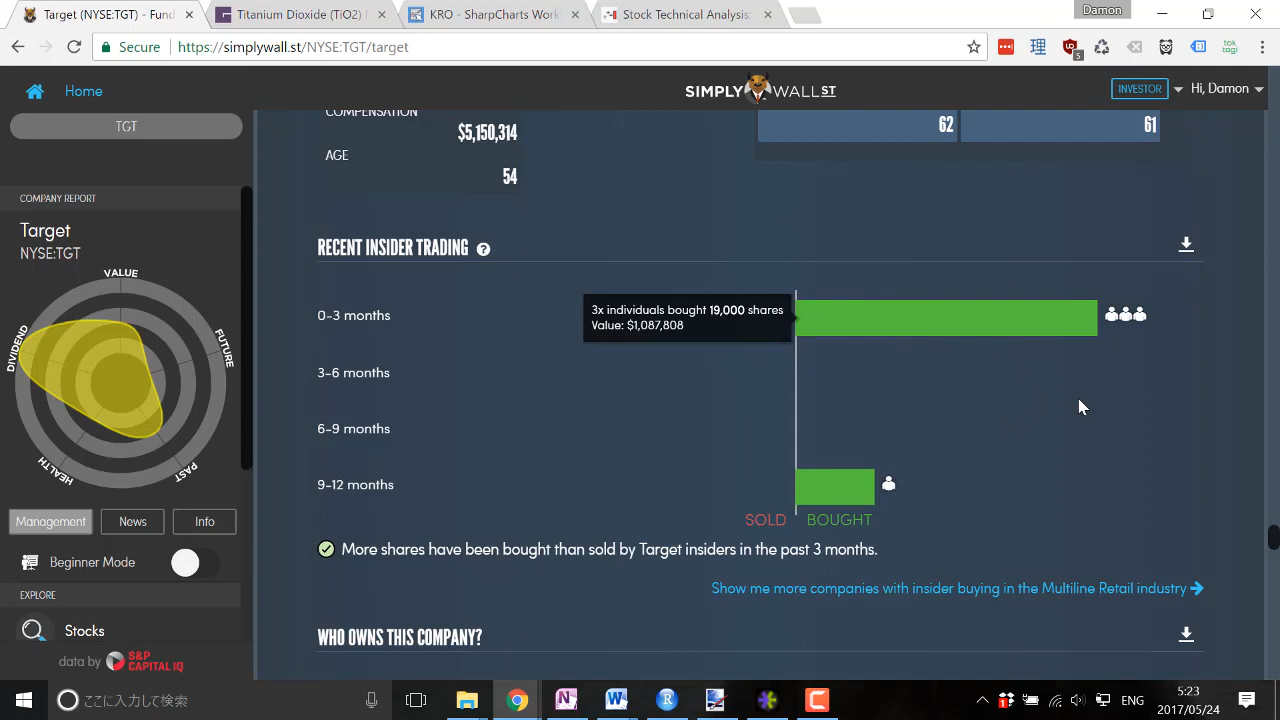 Target (NYSE:TGT) - Fund
Titanium Dioxide (TiO2) P
KRO - SharpCharts Work
Stock Technical Analysis:
Damon
Secure
https://simplywall.st/NYSE:TGT/target
5
tok
tagi
Home
SIMPLY WALL ST
INVESTOR
Hi, Damon
TGT
COMPENSATION
$5,150,314
AGE
54
62
61
COMPANY REPORT
Target
NYSE:TGT
VALUE
FUTURE
PAST
HEALTH
DIVIDEND
Management
News
Info
Beginner Mode
EXPLORE
Stocks
data by S&P
CAPITAL IQ
RECENT INSIDER TRADING ?
0-3 months
3x individuals bought 19,000 shares
Value: $1,087,808
3-6 months
6-9 months
9-12 months
SOLD
BOUGHT
More shares have been bought than sold by Target insiders in the past 3 months.
Show me more companies with insider buying in the Multiline Retail industry
WHO OWNS THIS COMPANY?
ここに入力して検索
ENG
5:23
2017/05/24